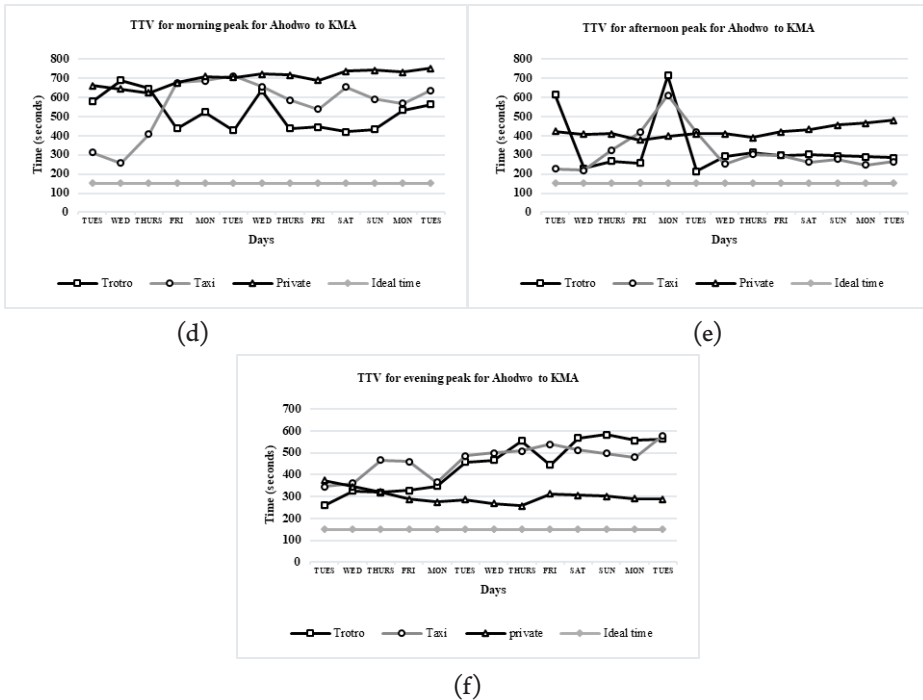 TTV for morning peak for Ahodwo to KMA
800
700
600
500
400
300
200
100
0
Time (seconds)
TUES WED THURS FRI MON TUES WED THURS FRI SAT SUN MON TUES
Days
Trotro Taxi Private Ideal time
(d)
TTV for afternoon peak for Ahodwo to KMA
800
700
600
500
400
300
200
100
0
Time (seconds)
TUES WED THURS FRI MON TUES WED THURS FRI SAT SUN MON TUES
Days
Trotro Taxi Private Ideal time
(e)
TTV for evening peak for Ahodwo to KMA
700
600
500
400
300
200
100
0
Time (seconds)
TUES WED THURS FRI MON TUES WED THURS FRI SAT SUN MON TUES
Days
Trotro Taxi private Ideal time
(f)